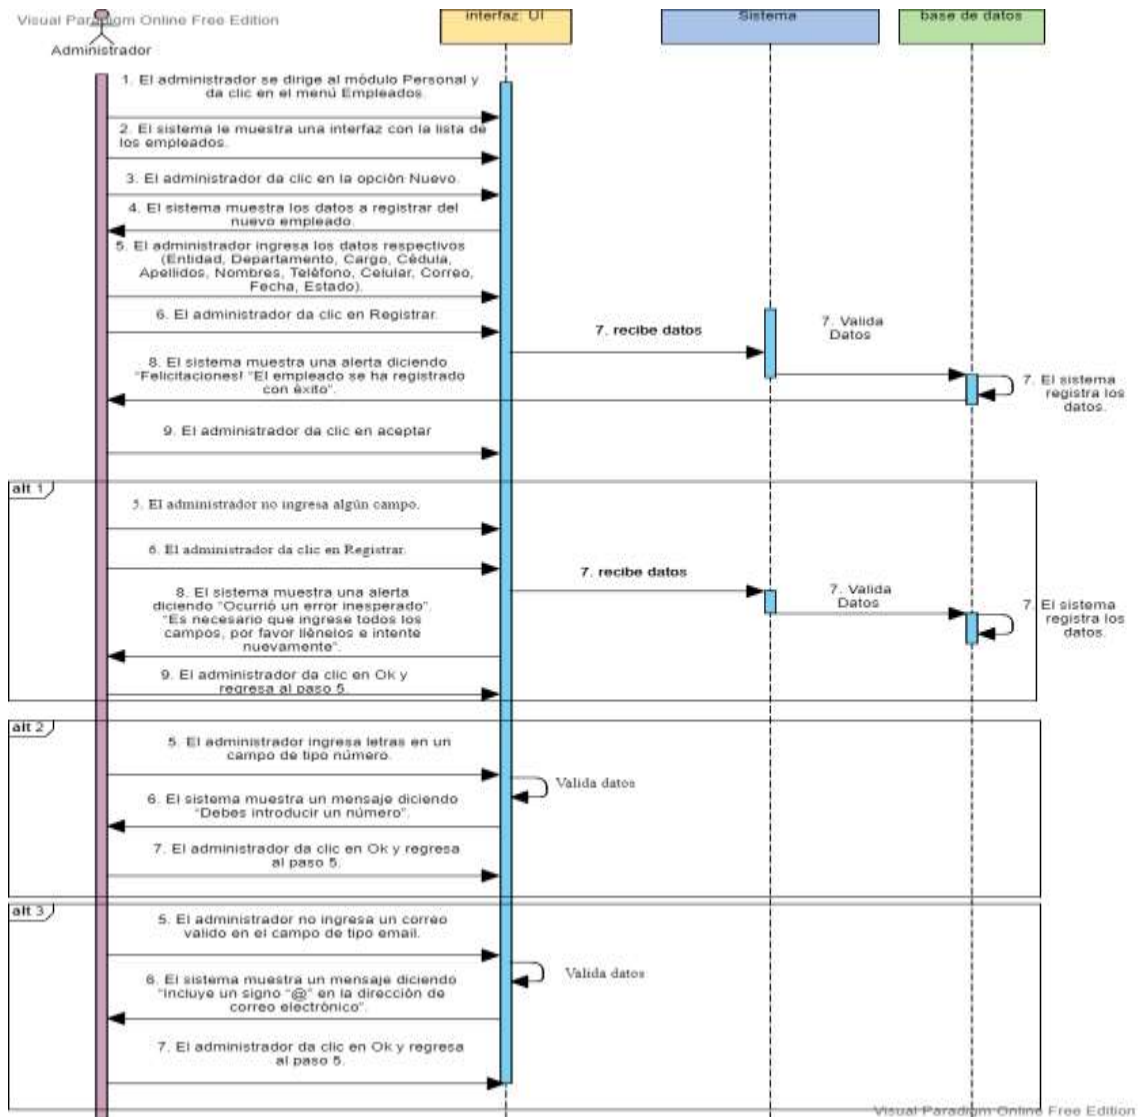 Visual Paradigm Online Free Edition
Administrador
interfaz: UI
Sistema
base de datos
1. El administrador se dirige al módulo Personal y
da clic en el menú Empleados.
2. El sistema le muestra una interfaz con la lista de
los empleados.
3. El administrador da clic en la opción Nuevo.
4. El sistema muestra los datos a registrar del
nuevo empleado.
5. El administrador ingresa los datos respectivos
(Entidad, Departamento, Cargo, Cédula,
Apellidos, Nombres, Teléfono, Celular, Correo,
Fecha, Estado).
6. El administrador da clic en Registrar.
7. recibe datos
7. Valida
Datos
7. El sistema
registra los
datos.
8. El sistema muestra una alerta diciendo
"Felicitaciones! "El empleado se ha registrado
con éxito".
9. El administrador da clic en aceptar
alt 1
5. El administrador no ingresa algún campo.
6. El administrador da clic en Registrar.
7. recibe datos
7. Valida
Datos
7. El sistema
registra los
datos.
8. El sistema muestra una alerta
diciendo "Ocurrió un error inesperado".
"Es necesario que ingrese todos los
campos, por favor llénelos e intente
nuevamente".
9. El administrador da clic en Ok y
regresa al paso 5.
alt 2
5. El administrador ingresa letras en un
campo de tipo número.
Valida datos
6. El sistema muestra un mensaje diciendo
"Debes introducir un número".
7. El administrador da clic en Ok y regresa
al paso 5.
alt 3
5. El administrador no ingresa un correo
valido en el campo de tipo email.
Valida datos
6. El sistema muestra un mensaje diciendo
"Incluye un signo "@" en la dirección de
correo electrónico".
7. El administrador da clic en Ok y regresa
al paso 5.
Visual Paradigm Online Free Edition